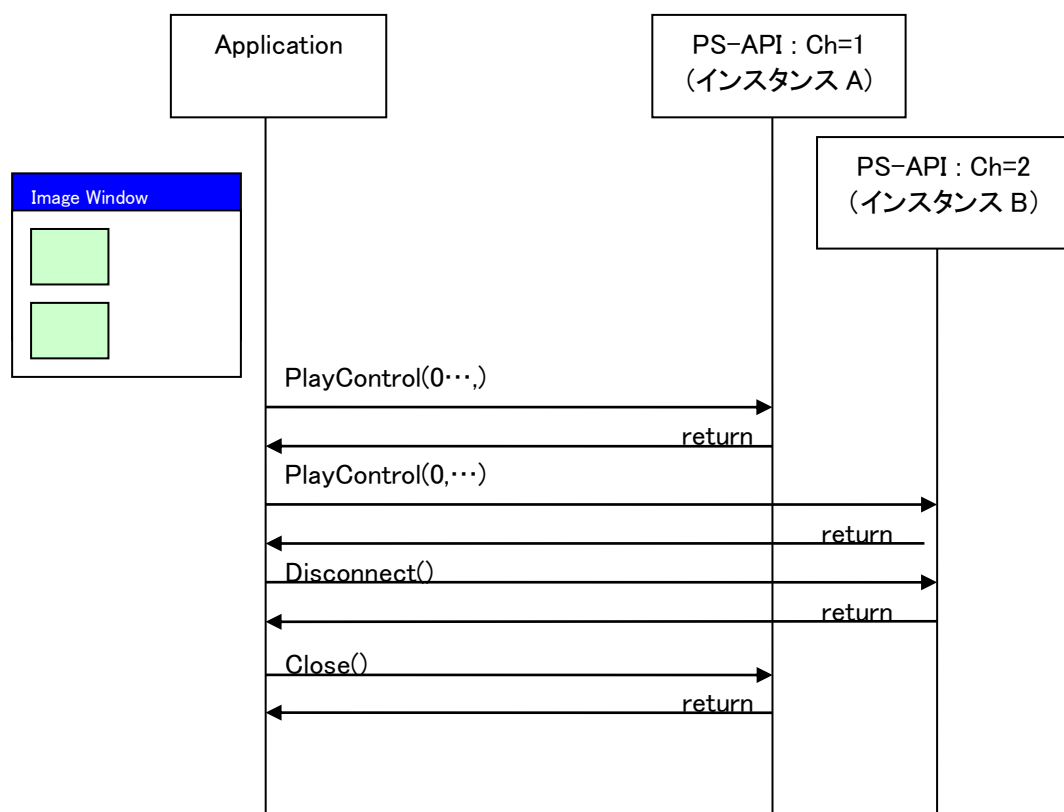 Application
PS-API : Ch=1
(インスタンス A)
PS-API : Ch=2
(インスタンス B)
Image Window
PlayControl(0･･･,)
return
PlayControl(0,･･･)
return
Disconnect()
return
Close()
return